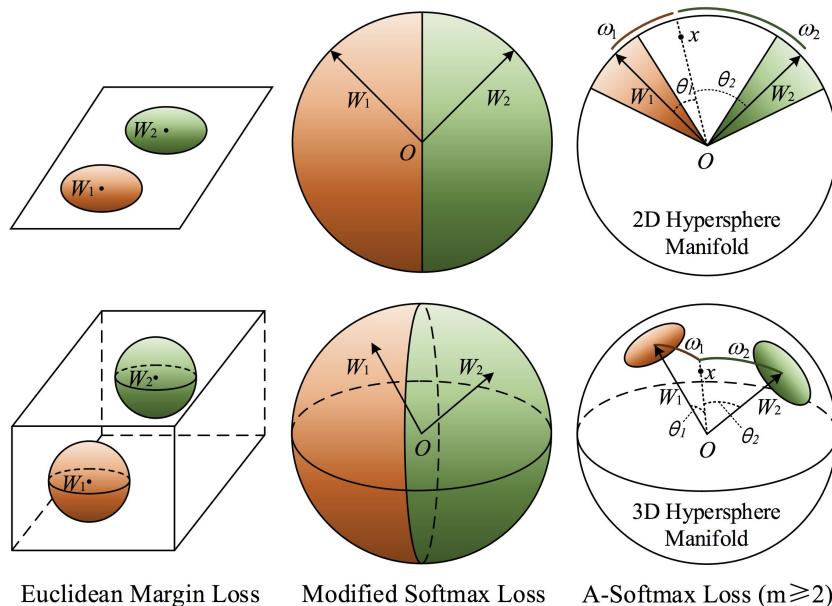 W₂
W₁
W₁
W₂
O
ω₁
x
ω₂
θ₁
θ₂
W₁
W₂
O
2D Hypersphere
Manifold
W₂
W₁
W₁
W₂
O
ω₁
ω₂
x
W₁
W₂
θ₁
θ₂
O
3D Hypersphere
Manifold
Euclidean Margin Loss
Modified Softmax Loss
A-Softmax Loss (m≥2)